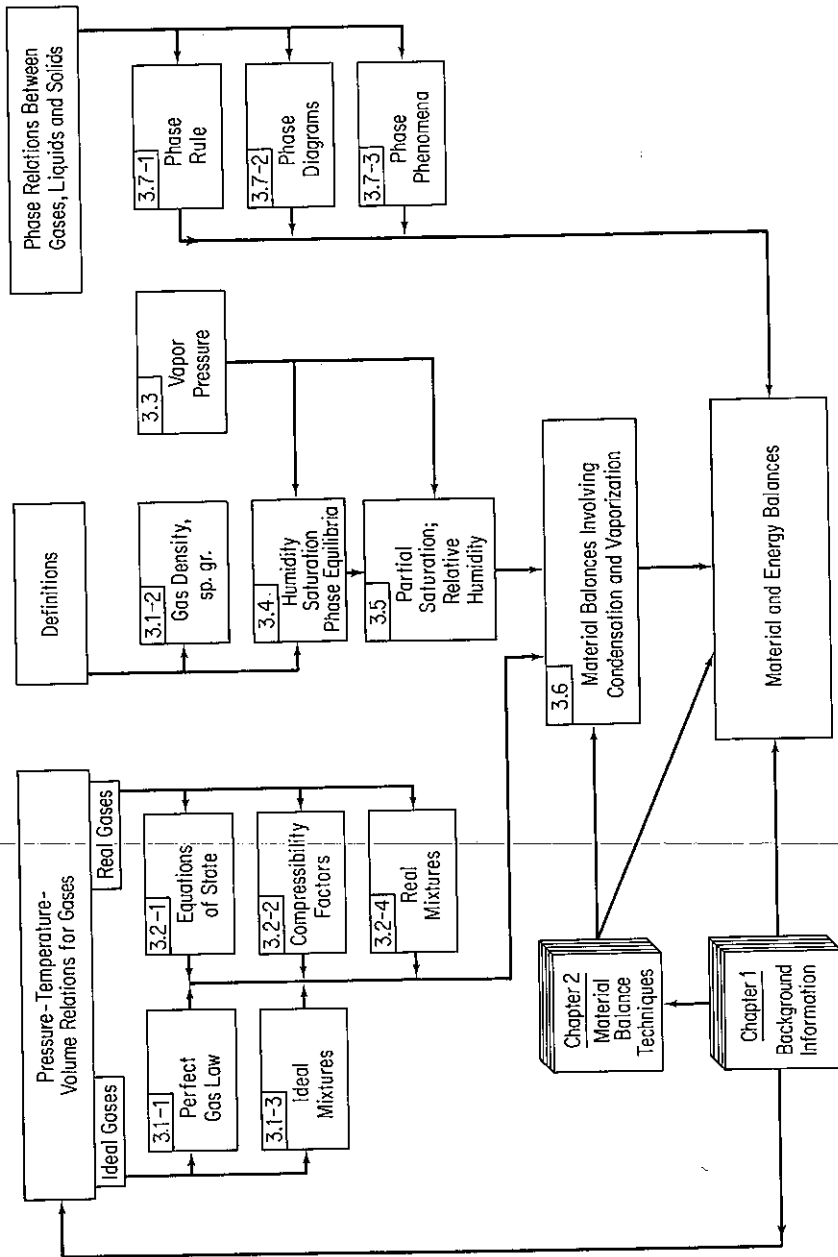 Pressure-Temperature-
Volume Relations for Gases
Ideal Gases
Real Gases
3.1-1
Perfect
Gas Law
3.1-3
Ideal
Mixtures
3.2-1
Equations
of State
3.2-2
Compressibility
Factors
3.2-4
Real
Mixtures
Definitions
3.1-2
Gas Density,
sp. gr.
3.3
Vapor
Pressure
3.4.
Humidity
Saturation
Phase Equilibria
3.5
Partial
Saturation;
Relative
Humidity
Phase Relations Between
Gases, Liquids and Solids
3.7-1
Phase
Rule
3.7-2
Phase
Diagrams
3.7-3
Phase
Phenomena
Chapter 2
Material
Balance
Techniques
3.6
Material Balances Involving
Condensation and Vaporization
Chapter 1
Background
Information
Material and Energy Balances